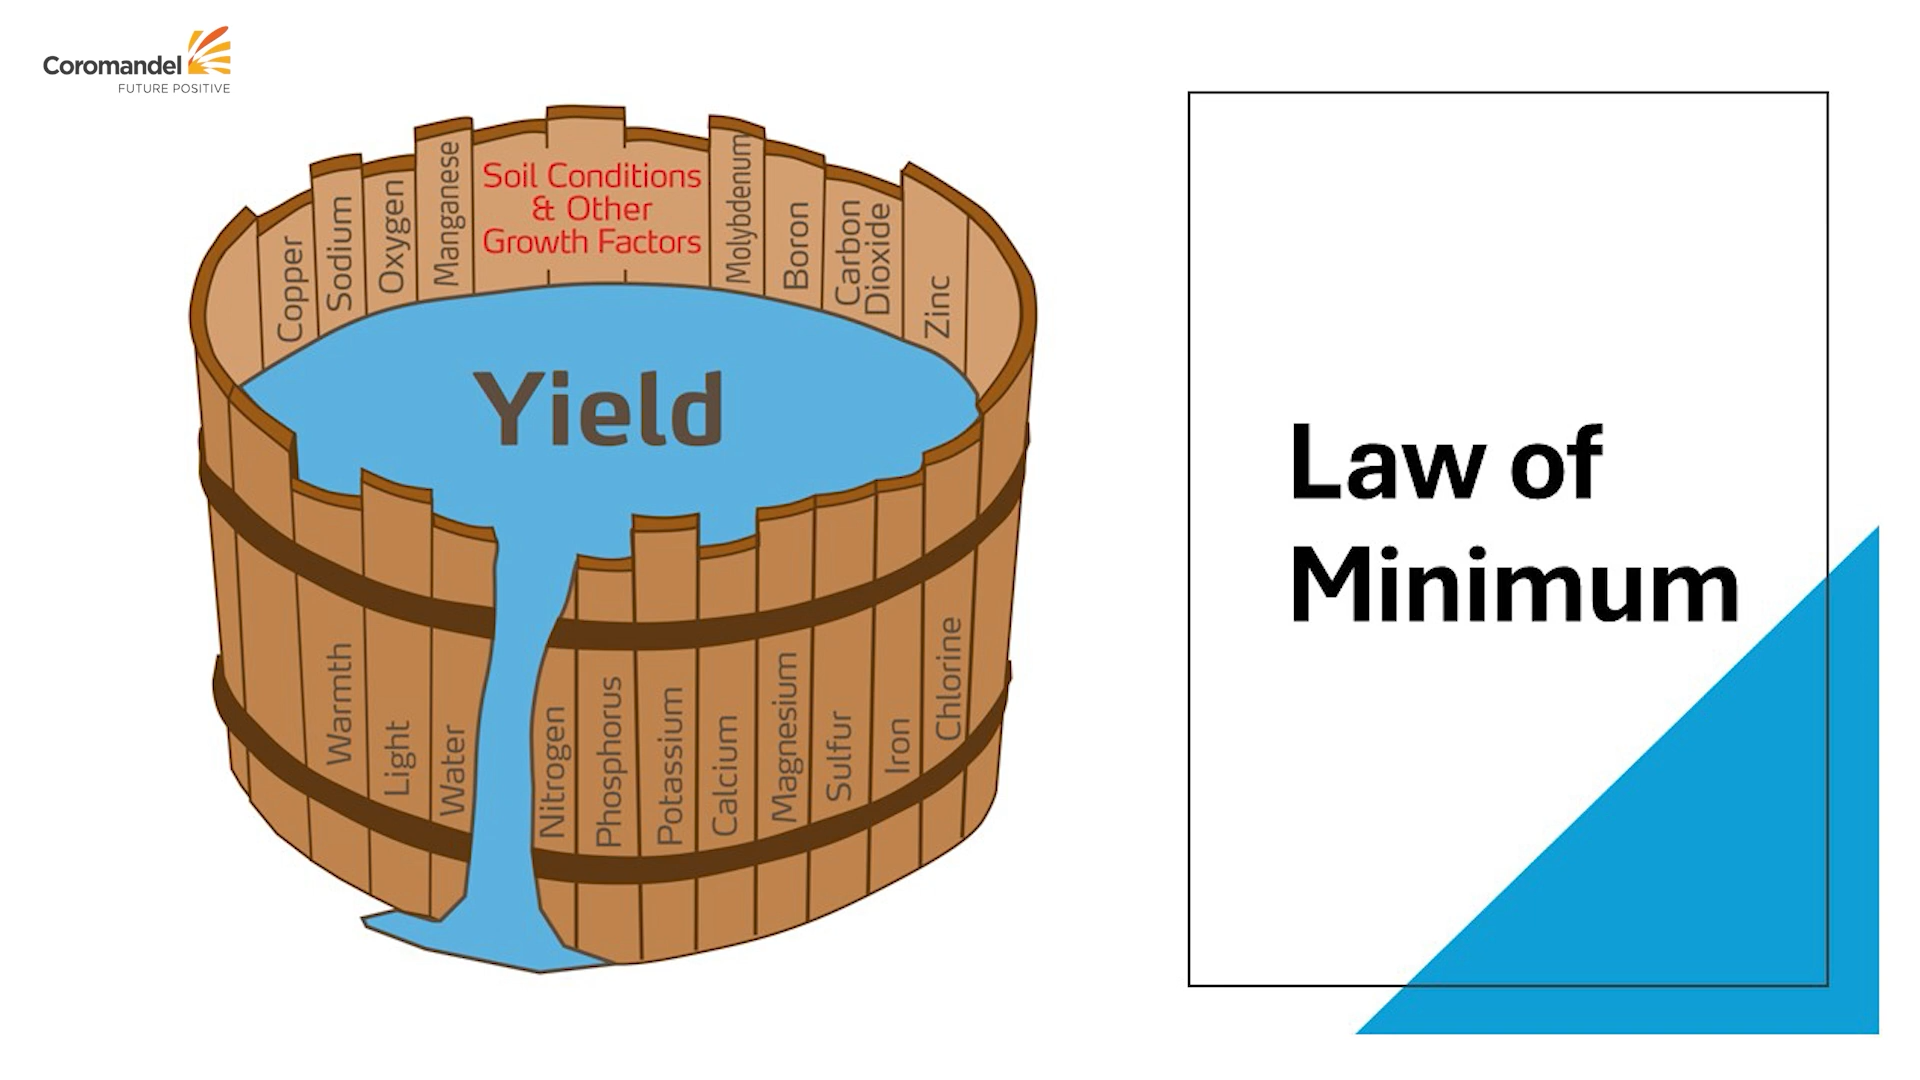 Coromandel
FUTURE POSITIVE
Copper
Sodium
Oxygen
Manganese
Soil Conditions
& Other
Growth Factors
Molybdenum
Boron
Carbon
Dioxide
Zinc
Yield
Warmth
Light
Water
Nitrogen
Phosphorus
Potassium
Calcium
Magnesium
Sulfur
Iron
Chlorine
Law of
Minimum